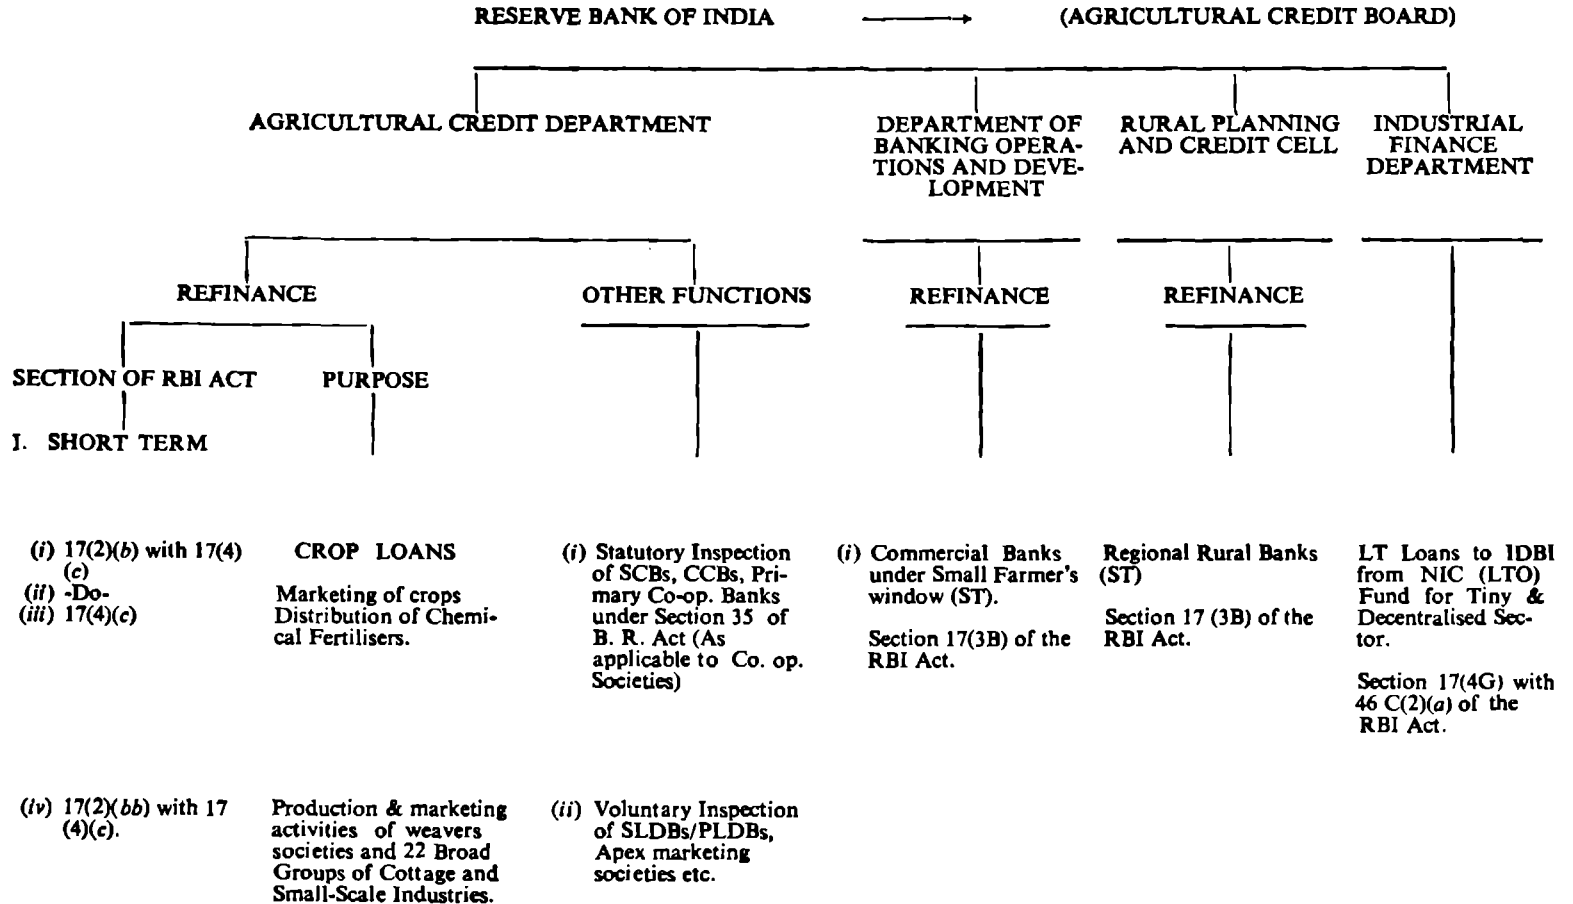 RESERVE BANK OF INDIA (AGRICULTURAL CREDIT BOARD)
AGRICULTURAL CREDIT DEPARTMENT
DEPARTMENT OF
BANKING OPERA-
TIONS AND DEVE-
LOPMENT
RURAL PLANNING
AND CREDIT CELL
INDUSTRIAL
FINANCE
DEPARTMENT
REFINANCE
OTHER FUNCTIONS
REFINANCE
REFINANCE
SECTION OF RBI ACT
PURPOSE
I. SHORT TERM
(i) 17(2)(b) with 17(4)
(c)
(ii) -Do-
(iii) 17(4)(c)
CROP LOANS
Marketing of crops
Distribution of Chemi-
cal Fertilisers.
(i) Statutory Inspection
of SCBs, CCBs, Pri-
mary Co-op. Banks
under Section 35 of
B. R. Act (As
applicable to Co. op.
Societies)
(i) Commercial Banks
under Small Farmer's
window (ST).
Section 17(3B) of the
RBI Act.
Regional Rural Banks
(ST)
Section 17 (3B) of the
RBI Act.
LT Loans to IDBI
from NIC (LTO)
Fund for Tiny &
Decentralised Sec-
tor.
Section 17(4G) with
46 C(2)(a) of the
RBI Act.
(iv) 17(2)(bb) with 17
(4)(c).
Production & marketing
activities of weavers
societies and 22 Broad
Groups of Cottage and
Small-Scale Industries.
(ii) Voluntary Inspection
of SLDBs/PLDBs,
Apex marketing
societies etc.